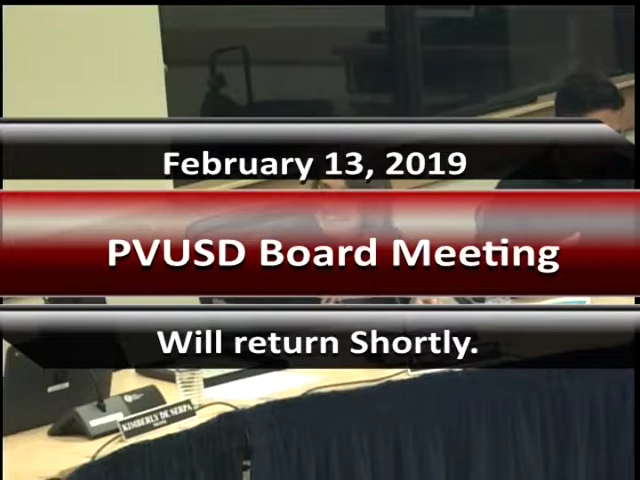 February 13, 2019
PVUSD Board Meeting
Will return Shortly.
KIMBERLY DE SERPA